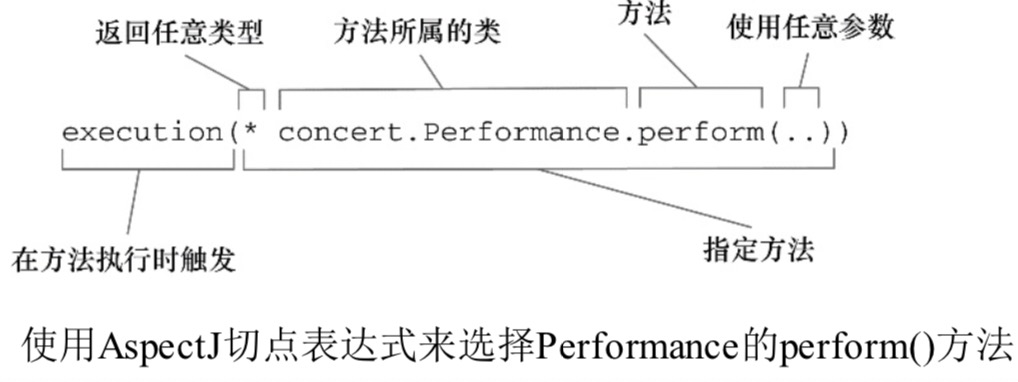 返回任意类型 方法所属的类 方法 使用任意参数
execution(* concert.Performance.perform(..))
在方法执行时触发 指定方法
使用AspectJ切点表达式来选择Performance的perform()方法